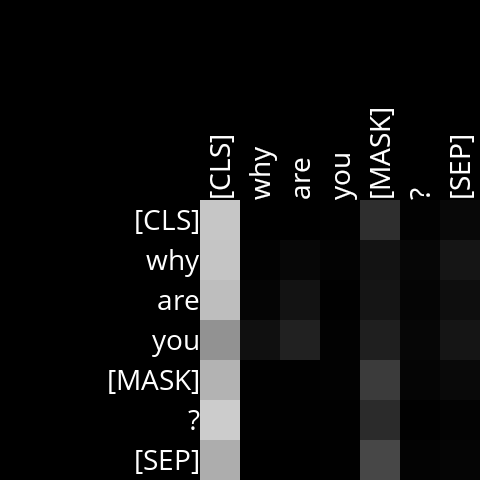 [CLS] why are you [MASK] ? [SEP]
[CLS]
why
are
you
[MASK]
?
[SEP]